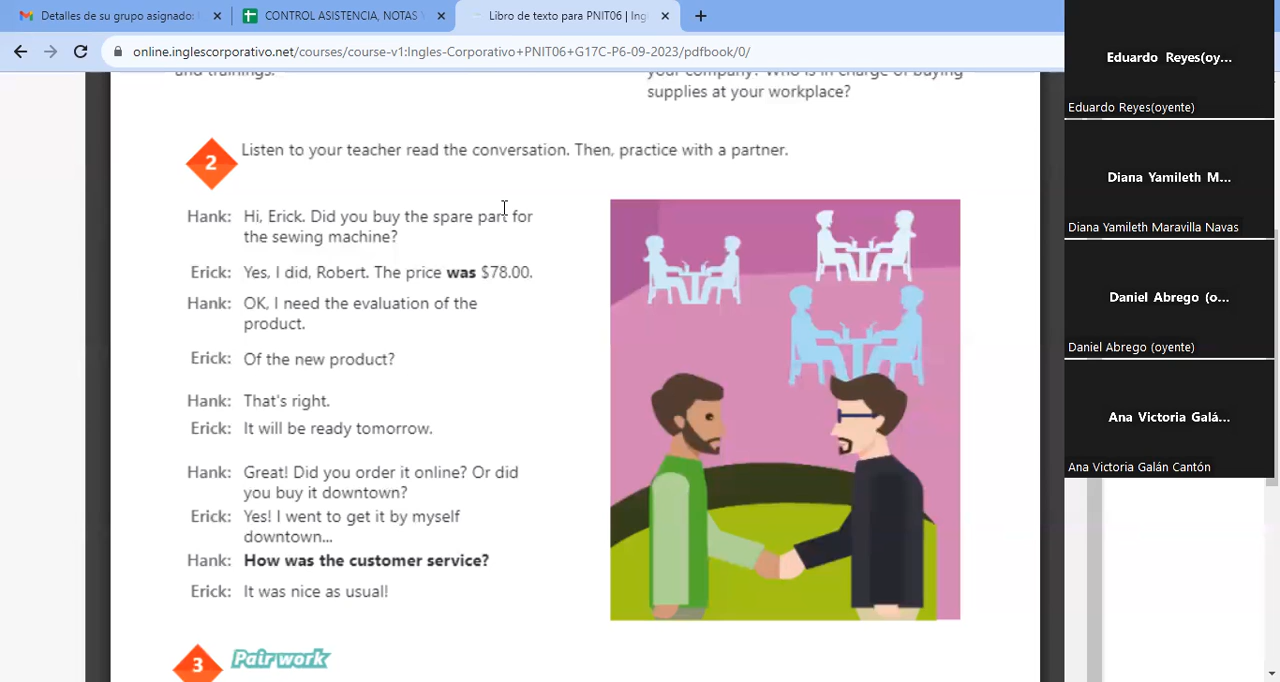 Detalles de su grupo asignado:
CONTROL ASISTENCIA, NOTAS
Libro de texto para PNIT06 | Ing
online.inglescorporativo.net/courses/course-v1:Ingles-Corporativo+PNIT06+G17C-P6-09-2023/pdfbook/0/
and trainings.
your company? Who is in charge of buying
supplies at your workplace?
2
Listen to your teacher read the conversation. Then, practice with a partner.
Hank: Hi, Erick. Did you buy the spare part for
the sewing machine?
Erick: Yes, I did, Robert. The price was $78.00.
Hank: OK, I need the evaluation of the
product.
Erick: Of the new product?
Hank: That's right.
Erick: It will be ready tomorrow.
Hank: Great! Did you order it online? Or did
you buy it downtown?
Erick: Yes! I went to get it by myself
downtown...
Hank: How was the customer service?
Erick: It was nice as usual!
3
Pair work
Eduardo Reyes(oy...
Eduardo Reyes(oyente)
Diana Yamileth M...
Diana Yamileth Maravilla Navas
Daniel Abrego (o...
Daniel Abrego (oyente)
Ana Victoria Galá...
Ana Victoria Galán Cantón